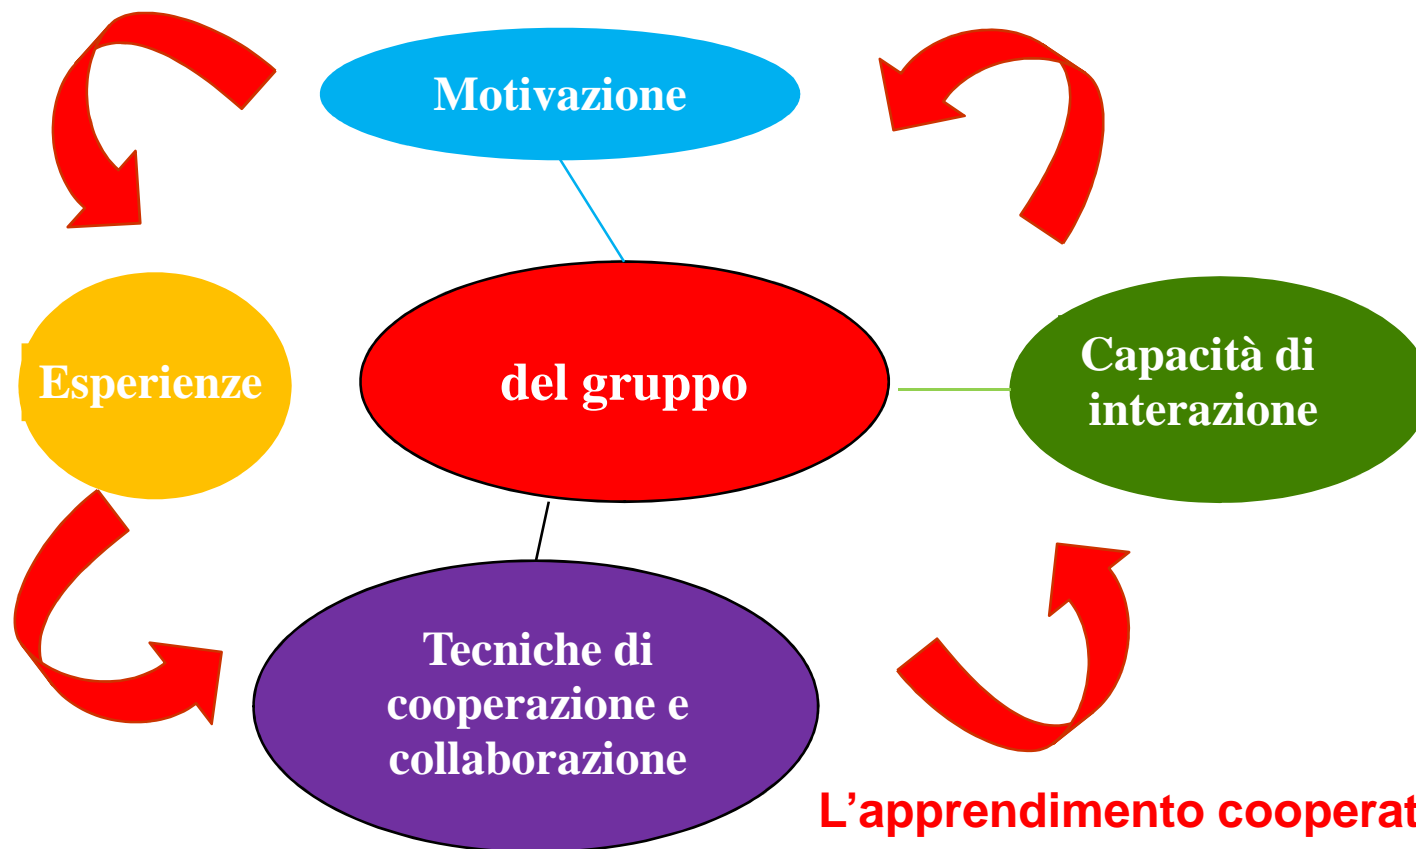 Motivazione
Esperienze
del gruppo
Capacità di
interazione
Tecniche di
cooperazione e
collaborazione
L’apprendimento cooperat